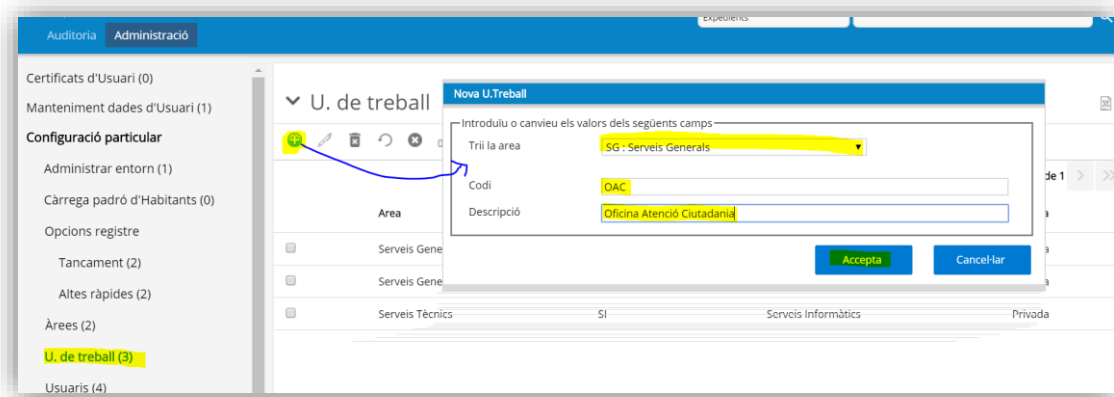 Expedients
Auditoria Administració
Certificats d'Usuari (0)
Manteniment dades d'Usuari (1)
Configuració particular
Administrar entorn (1)
Càrrega padró d'Habitants (0)
Opcions registre
Tancament (2)
Altes ràpides (2)
Àrees (2)
U. de treball (3)
Usuaris (4)
U. de treball
Nova U.Treball
Introduïu o canvieu els valors dels següents camps
Trii la area SG : Serveis Generals
Codi OAC
Descripció Oficina Atenció Ciutadania
Accepta Cancel·lar
de 1
Area
Serveis Gene
Serveis Gene
Serveis Tècnics SI Serveis Informàtics Privada